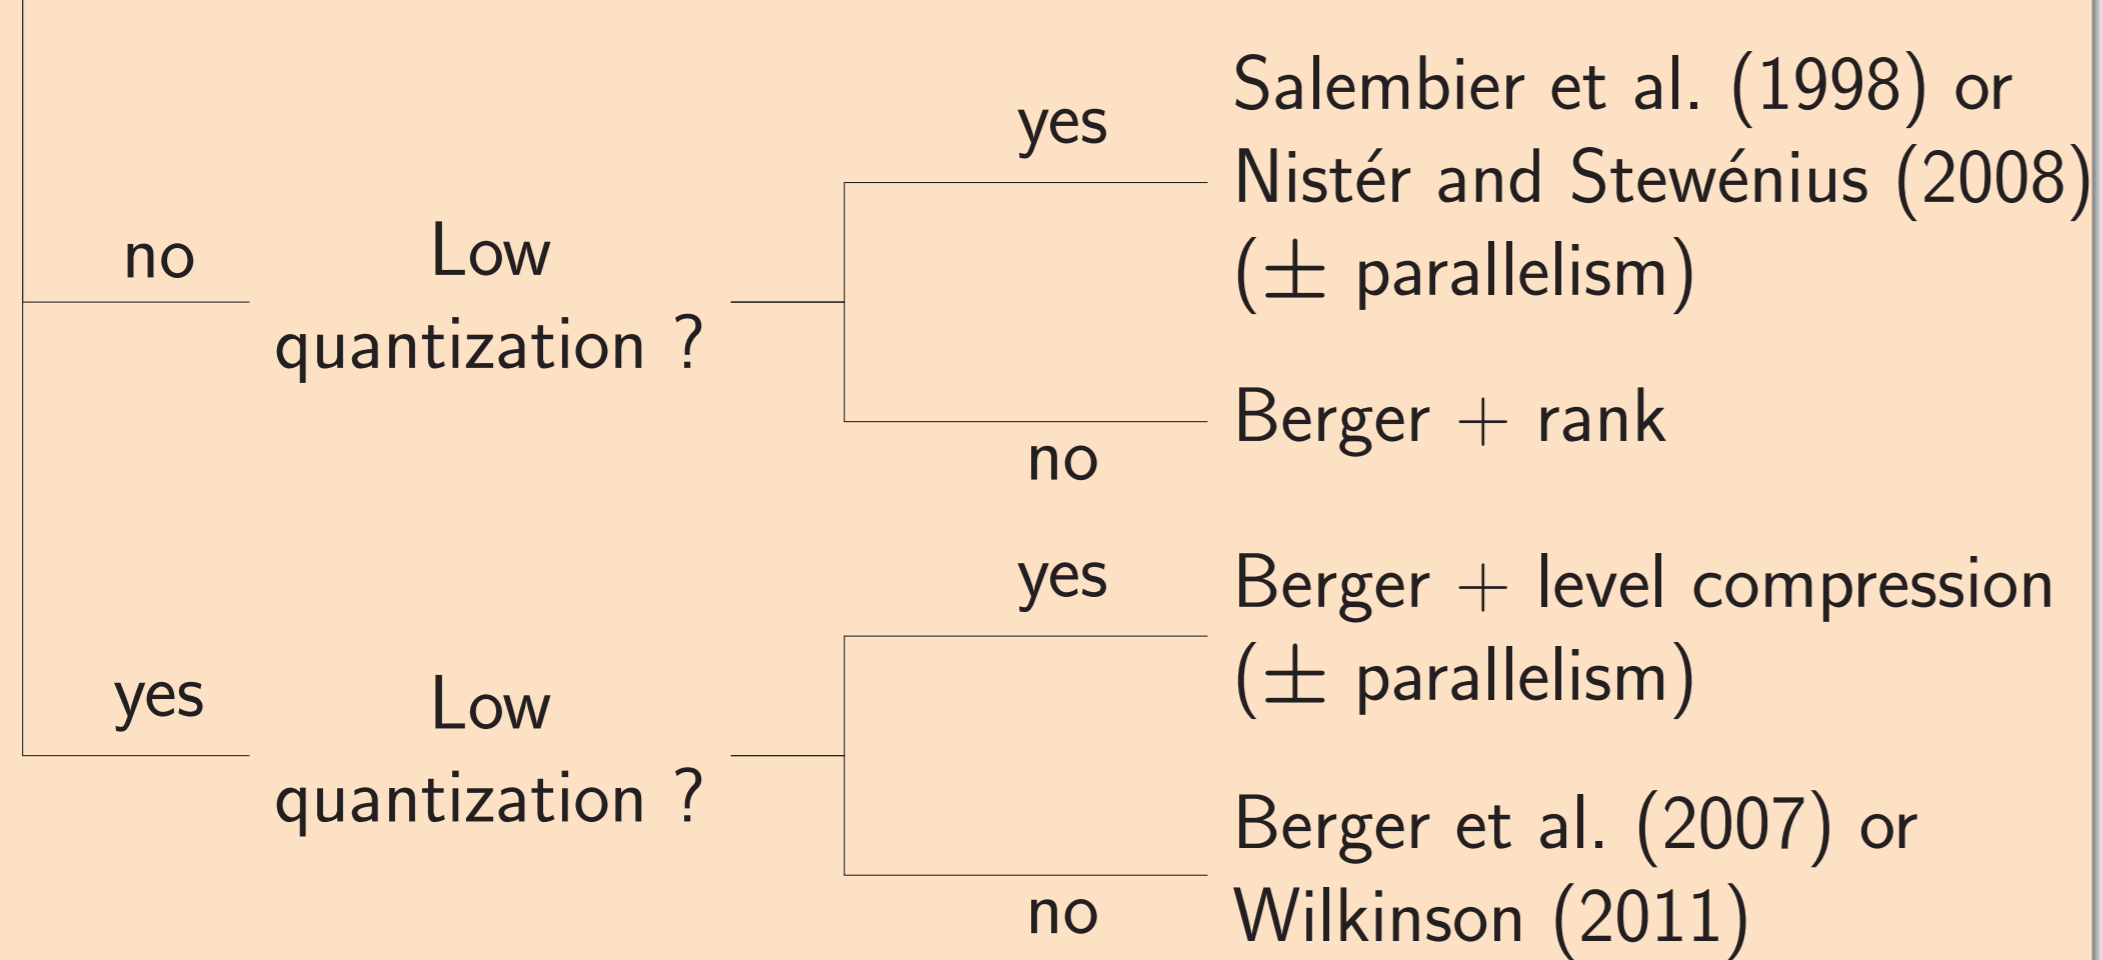 no
Low
quantization ?
yes
Salembier et al. (1998) or
Nistér and Stewénius (2008)
(± parallelism)
no
Berger + rank
yes
Low
quantization ?
yes
Berger + level compression
(± parallelism)
no
Berger et al. (2007) or
Wilkinson (2011)